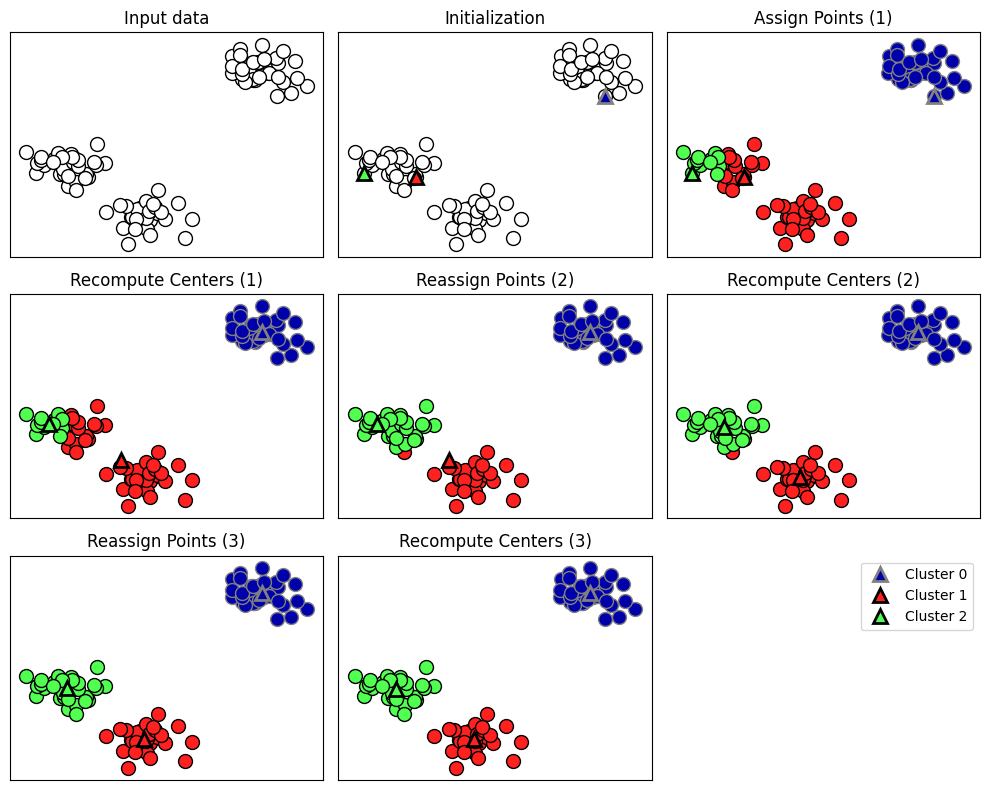 Input data
Initialization
Assign Points (1)
Recompute Centers (1)
Reassign Points (2)
Recompute Centers (2)
Reassign Points (3)
Recompute Centers (3)
Cluster 0
Cluster 1
Cluster 2